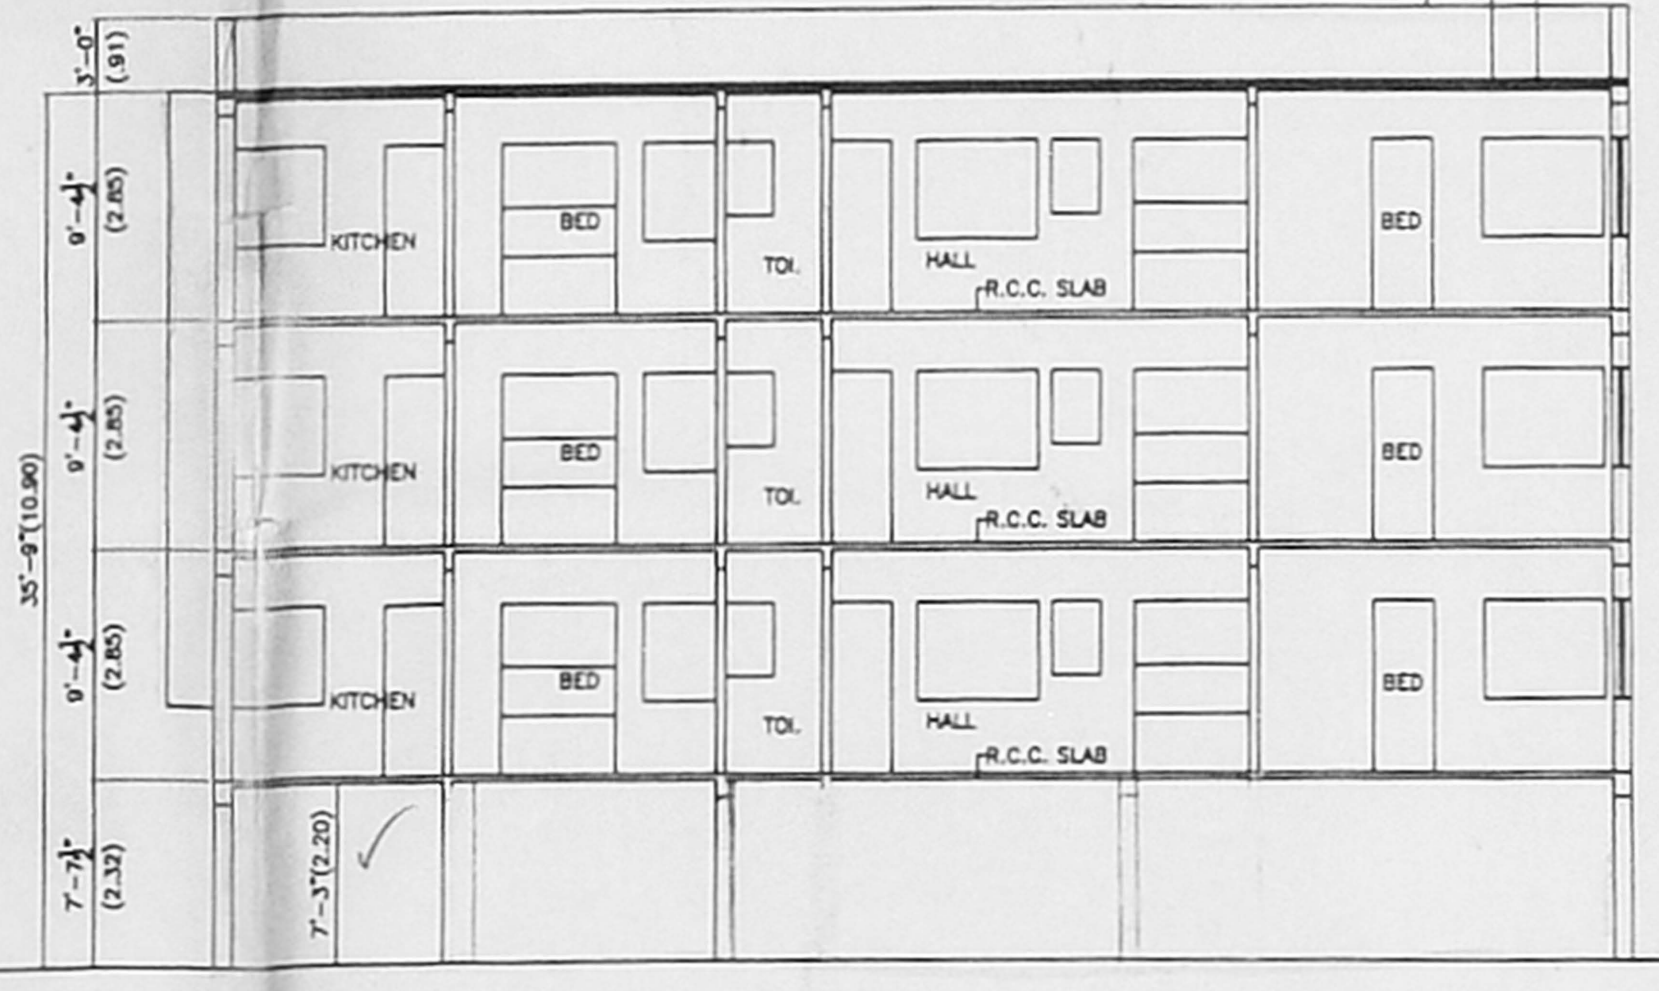 3'-0"
(.91)
9'-4½"
(2.85)
KITCHEN
BED
TOI.
HALL
R.C.C. SLAB
BED
9'-4½"
(2.85)
KITCHEN
BED
TOI.
HALL
R.C.C. SLAB
BED
35'-9"(10.90)
9'-4½"
(2.85)
KITCHEN
BED
TOI.
HALL
R.C.C. SLAB
BED
7'-7½"
(2.32)
7'-3"(2.20)